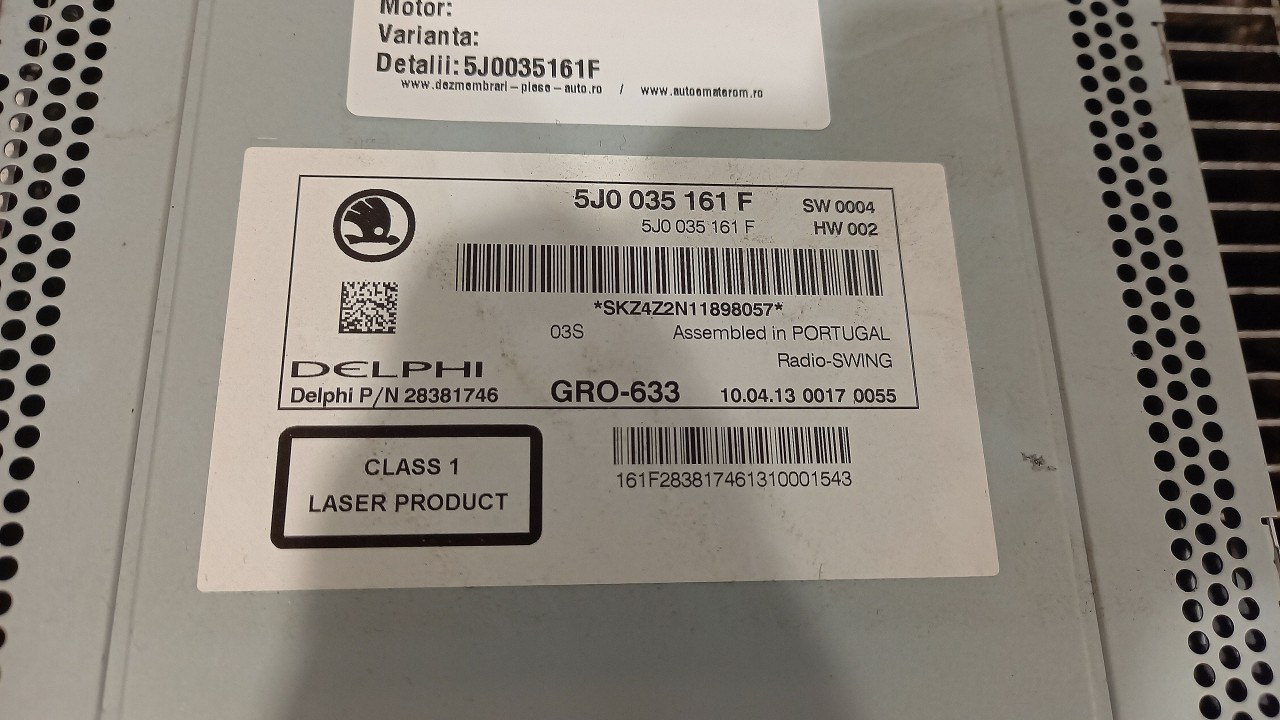 Motor:
Varianta:
Detalii: 5J0035161F
www.dezmembrari-piese-auto.ro / www.autoematerom.ro
5J0 035 161 F SW 0004
5J0 035 161 F HW 002
*SKZ4Z2N11898057*
03S Assembled in PORTUGAL
Radio-SWING
DELPHI
Delphi P/N 28381746 GRO-633 10.04.13 0017 0055
CLASS 1
LASER PRODUCT
161F283817461310001543